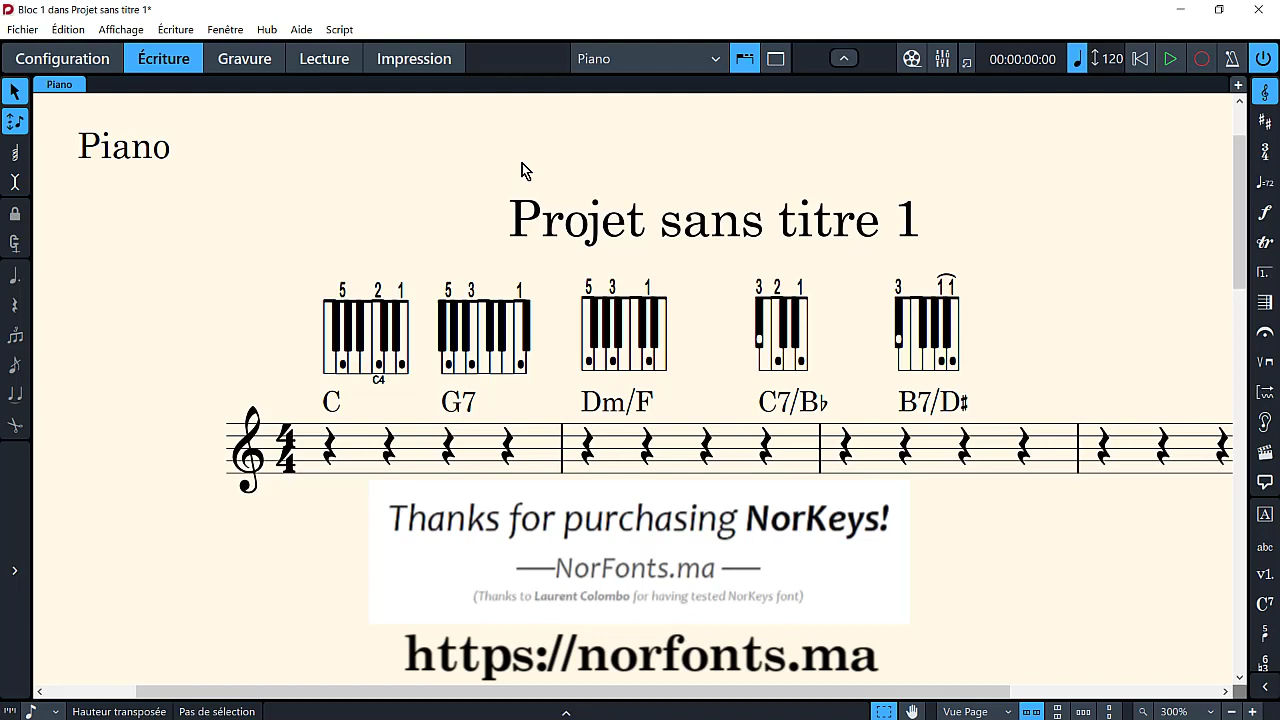 Bloc 1 dans Projet sans titre 1*
Fichier Édition Affichage Écriture Fenêtre Hub Aide Script
Configuration Écriture Gravure Lecture Impression Piano 00:00:00:00 120
Piano
Piano
Projet sans titre 1
5 2 1 5 3 1 5 3 1 3 2 1 3 1 1
C4
C G7 Dm/F C7/B♭ B7/D♯
4
4
Thanks for purchasing NorKeys!
NorFonts.ma
(Thanks to Laurent Colombo for having tested NorKeys font)
https://norfonts.ma
Hauteur transposée Pas de sélection Vue Page 300%